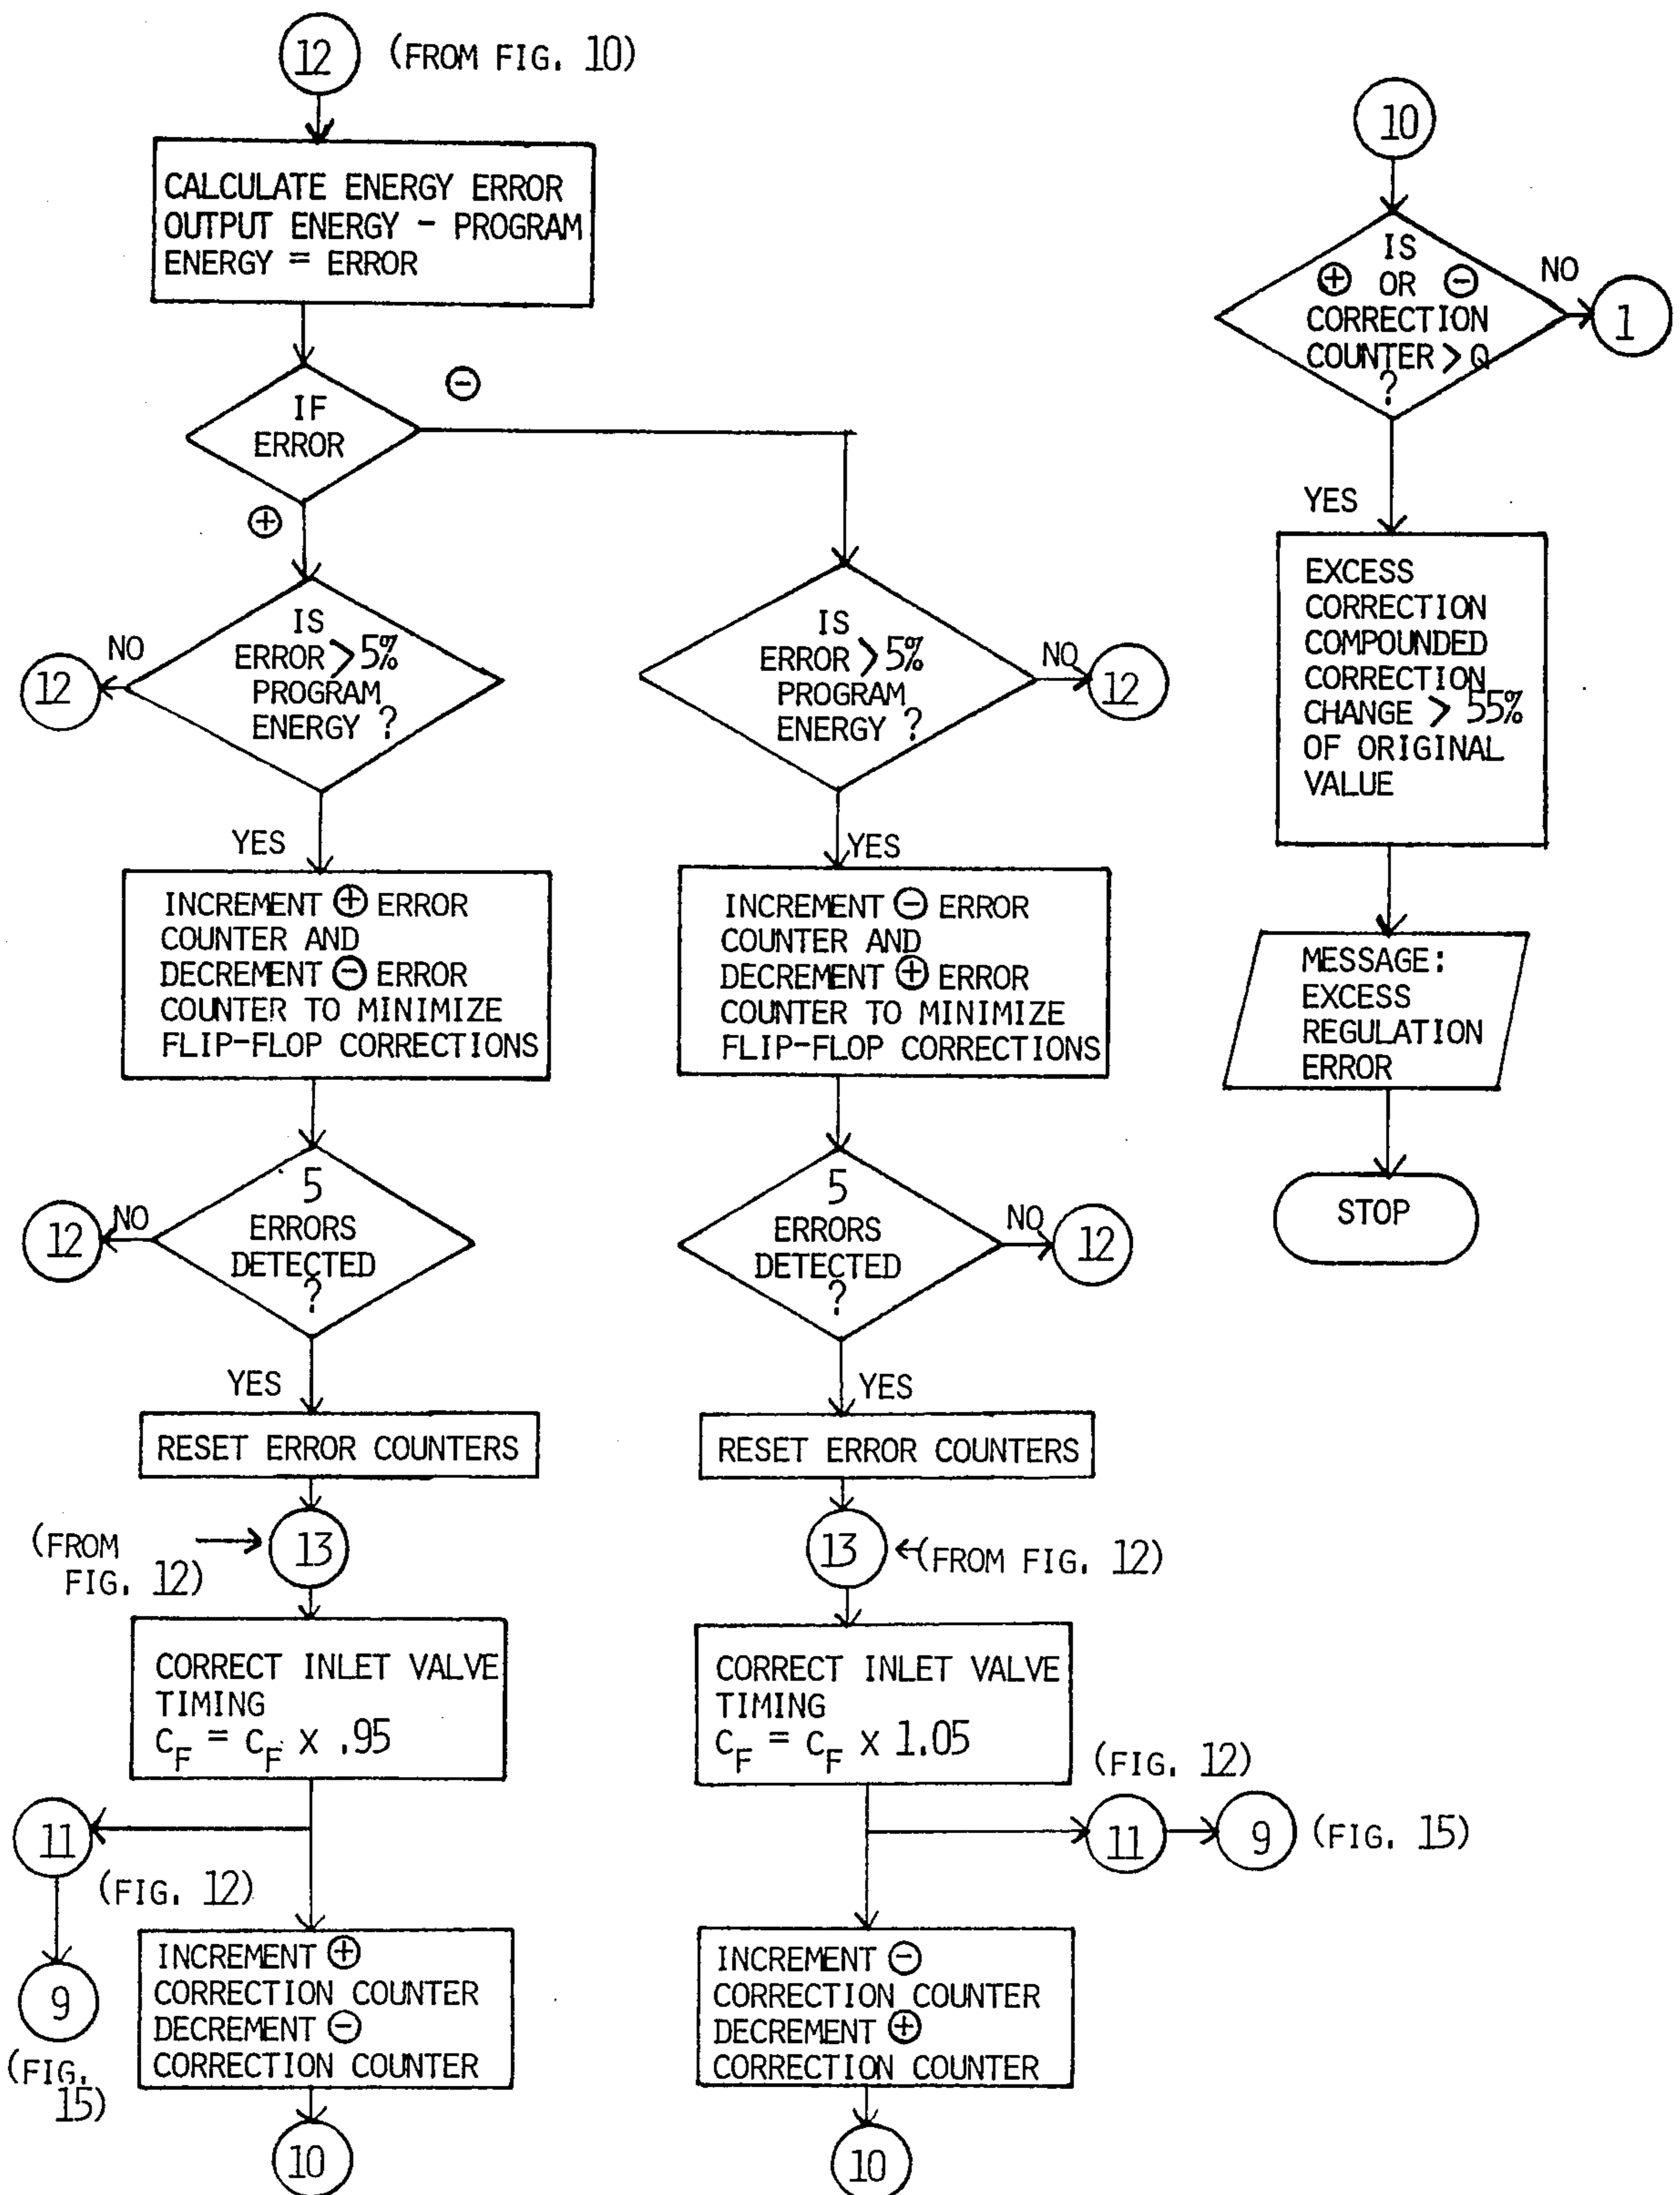 12 (FROM FIG. 10)
CALCULATE ENERGY ERROR
OUTPUT ENERGY - PROGRAM
ENERGY = ERROR
IF
ERROR
⊖
⊕
IS
ERROR > 5%
PROGRAM
ENERGY ?
NO
12
YES
INCREMENT ⊕ ERROR
COUNTER AND
DECREMENT ⊖ ERROR
COUNTER TO MINIMIZE
FLIP-FLOP CORRECTIONS
5
ERRORS
DETECTED
?
NO
12
YES
RESET ERROR COUNTERS
(FROM
FIG. 12)
13
CORRECT INLET VALVE
TIMING
C_F = C_F X .95
11
(FIG. 12)
9
(FIG.
15)
INCREMENT ⊕
CORRECTION COUNTER
DECREMENT ⊖
CORRECTION COUNTER
10
IS
ERROR > 5%
PROGRAM
ENERGY ?
NO
12
YES
INCREMENT ⊖ ERROR
COUNTER AND
DECREMENT ⊕ ERROR
COUNTER TO MINIMIZE
FLIP-FLOP CORRECTIONS
5
ERRORS
DETECTED
?
NO
12
YES
RESET ERROR COUNTERS
13
(FROM FIG. 12)
CORRECT INLET VALVE
TIMING
C_F = C_F X 1.05
(FIG. 12)
11
9
(FIG. 15)
INCREMENT ⊖
CORRECTION COUNTER
DECREMENT ⊕
CORRECTION COUNTER
10
10
IS
⊕ OR ⊖
CORRECTION
COUNTER >
?
NO
1
YES
EXCESS
CORRECTION
COMPOUNDED
CORRECTION
CHANGE > 55%
OF ORIGINAL
VALUE
MESSAGE:
EXCESS
REGULATION
ERROR
STOP